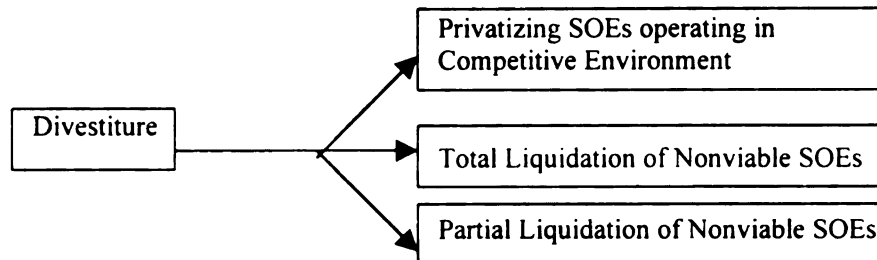 Privatizing SOEs operating in
Competitive Environment
Divestiture
Total Liquidation of Nonviable SOEs
Partial Liquidation of Nonviable SOEs